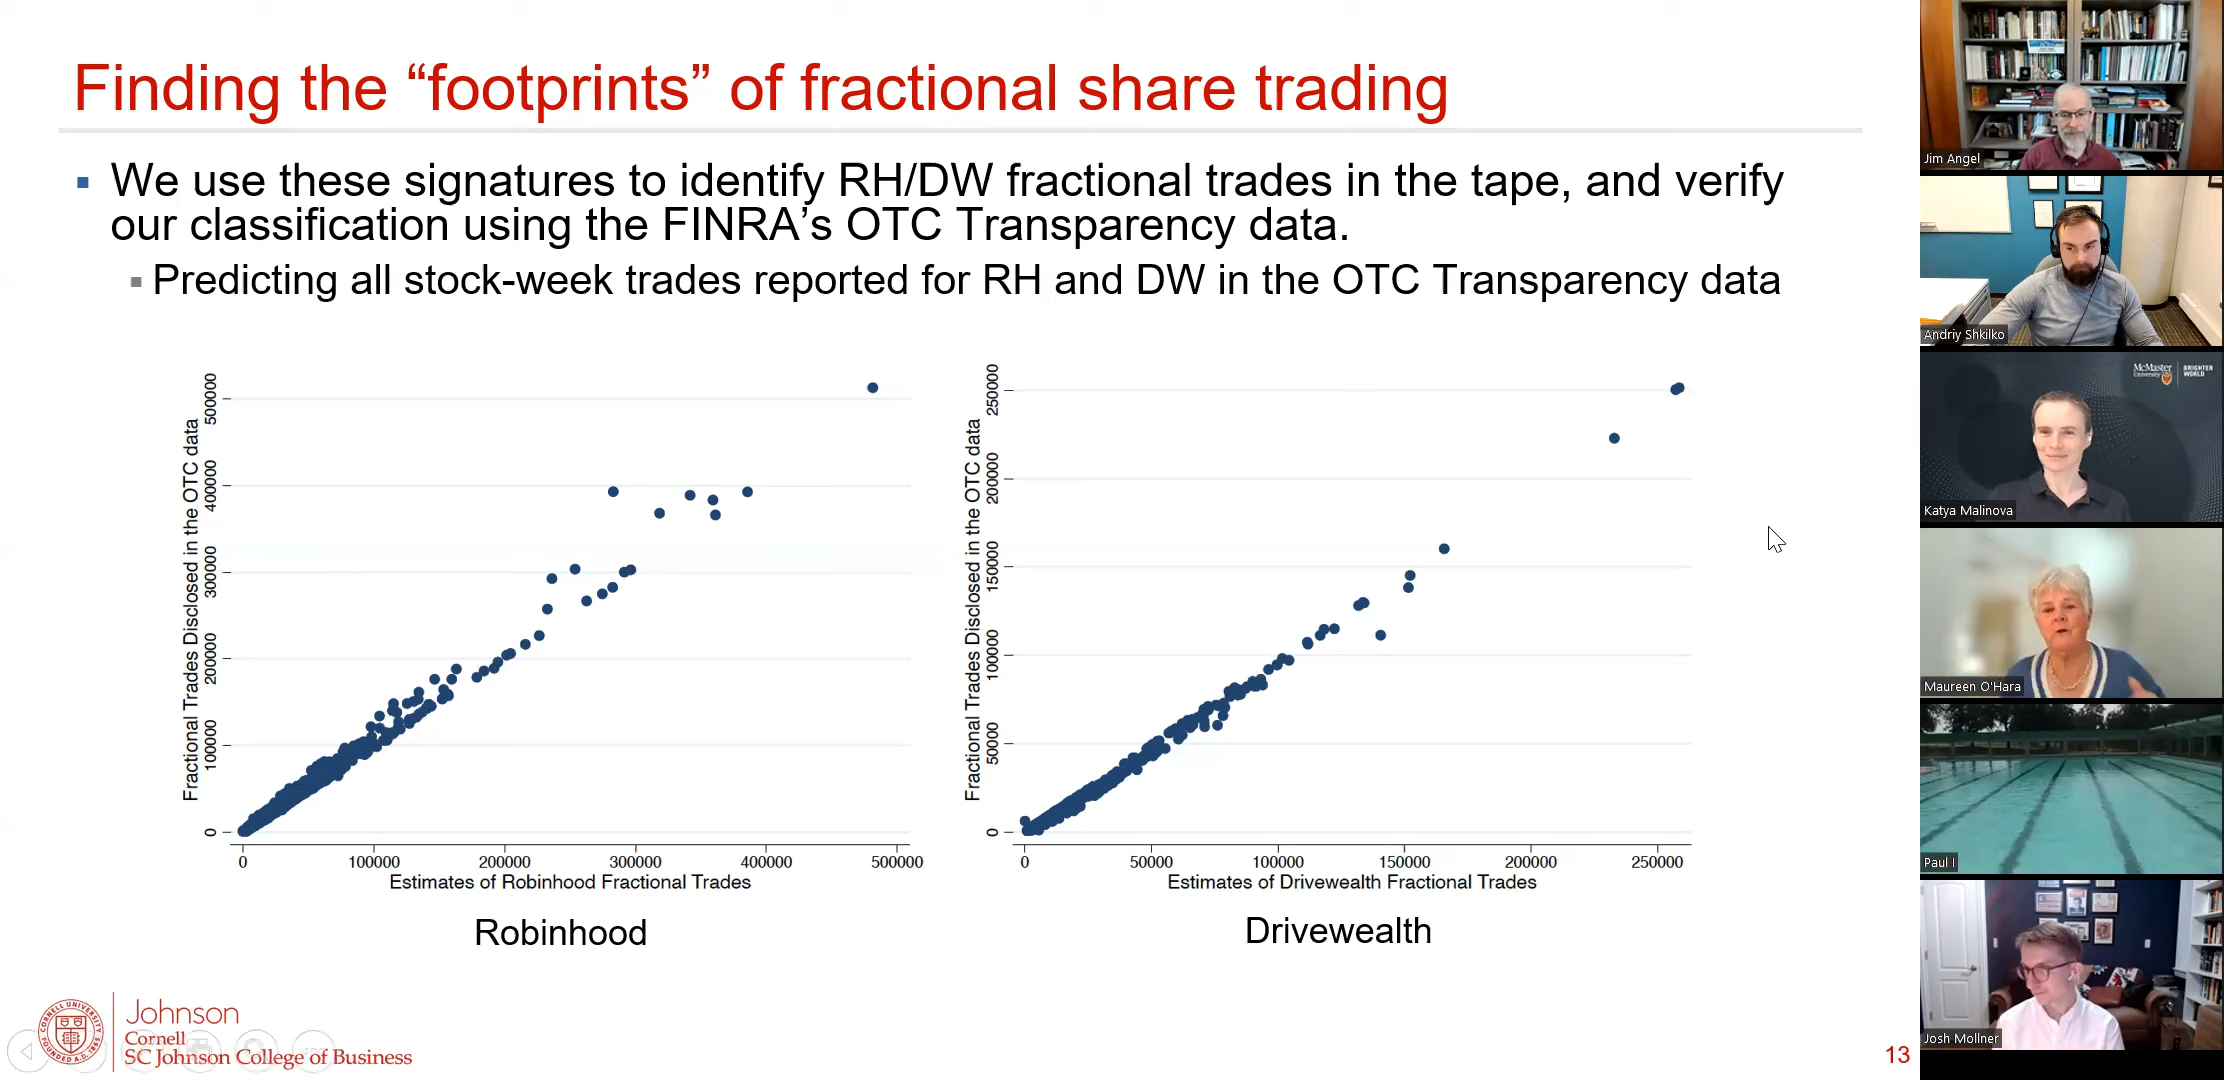 Finding the “footprints” of fractional share trading
▪ We use these signatures to identify RH/DW fractional trades in the tape, and verify
our classification using the FINRA’s OTC Transparency data.
▪ Predicting all stock-week trades reported for RH and DW in the OTC Transparency data
Fractional Trades Disclosed in the OTC data
500000
400000
300000
200000
100000
0
0 100000 200000 300000 400000 500000
Estimates of Robinhood Fractional Trades
Robinhood
Fractional Trades Disclosed in the OTC data
250000
200000
150000
100000
50000
0
0 50000 100000 150000 200000 250000
Estimates of Drivewealth Fractional Trades
Drivewealth
CORNELL UNIVERSITY
FOUNDED A.D. 1865
Johnson
Cornell
SC Johnson College of Business
13
Jim Angel
Andriy Shkilko
McMaster
University
BRIGHTER
WORLD
Katya Malinova
Maureen O'Hara
Paul I
Josh Mollner